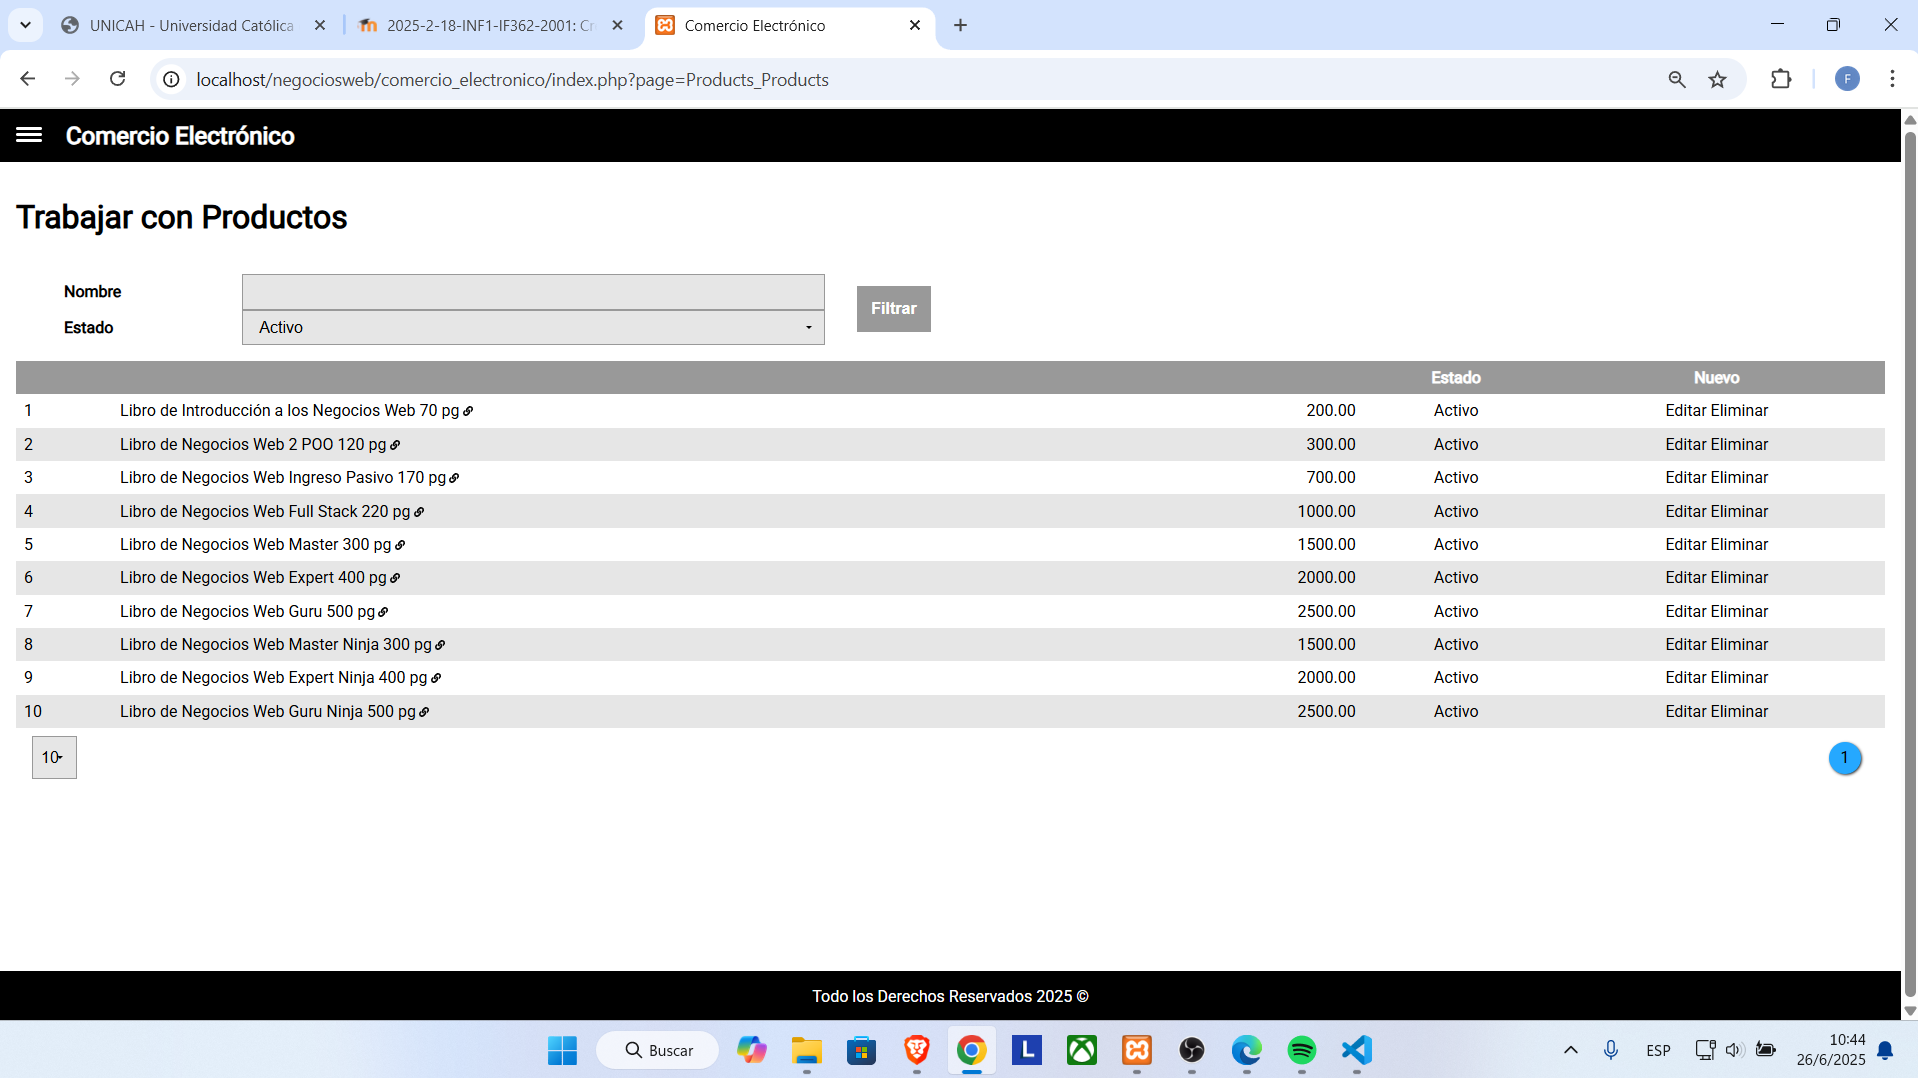 UNICAH - Universidad Católica
2025-2-18-INF1-IF362-2001: Cr
Comercio Electrónico
localhost/negociosweb/comercio_electronico/index.php?page=Products_Products
F
Comercio Electrónico
Trabajar con Productos
Nombre
Estado Activo
Filtrar
Estado Nuevo
1 Libro de Introducción a los Negocios Web 70 pg 200.00 Activo Editar Eliminar
2 Libro de Negocios Web 2 POO 120 pg 300.00 Activo Editar Eliminar
3 Libro de Negocios Web Ingreso Pasivo 170 pg 700.00 Activo Editar Eliminar
4 Libro de Negocios Web Full Stack 220 pg 1000.00 Activo Editar Eliminar
5 Libro de Negocios Web Master 300 pg 1500.00 Activo Editar Eliminar
6 Libro de Negocios Web Expert 400 pg 2000.00 Activo Editar Eliminar
7 Libro de Negocios Web Guru 500 pg 2500.00 Activo Editar Eliminar
8 Libro de Negocios Web Master Ninja 300 pg 1500.00 Activo Editar Eliminar
9 Libro de Negocios Web Expert Ninja 400 pg 2000.00 Activo Editar Eliminar
10 Libro de Negocios Web Guru Ninja 500 pg 2500.00 Activo Editar Eliminar
10 1
Todo los Derechos Reservados 2025 ©
Buscar
L
ESP
10:44
26/6/2025